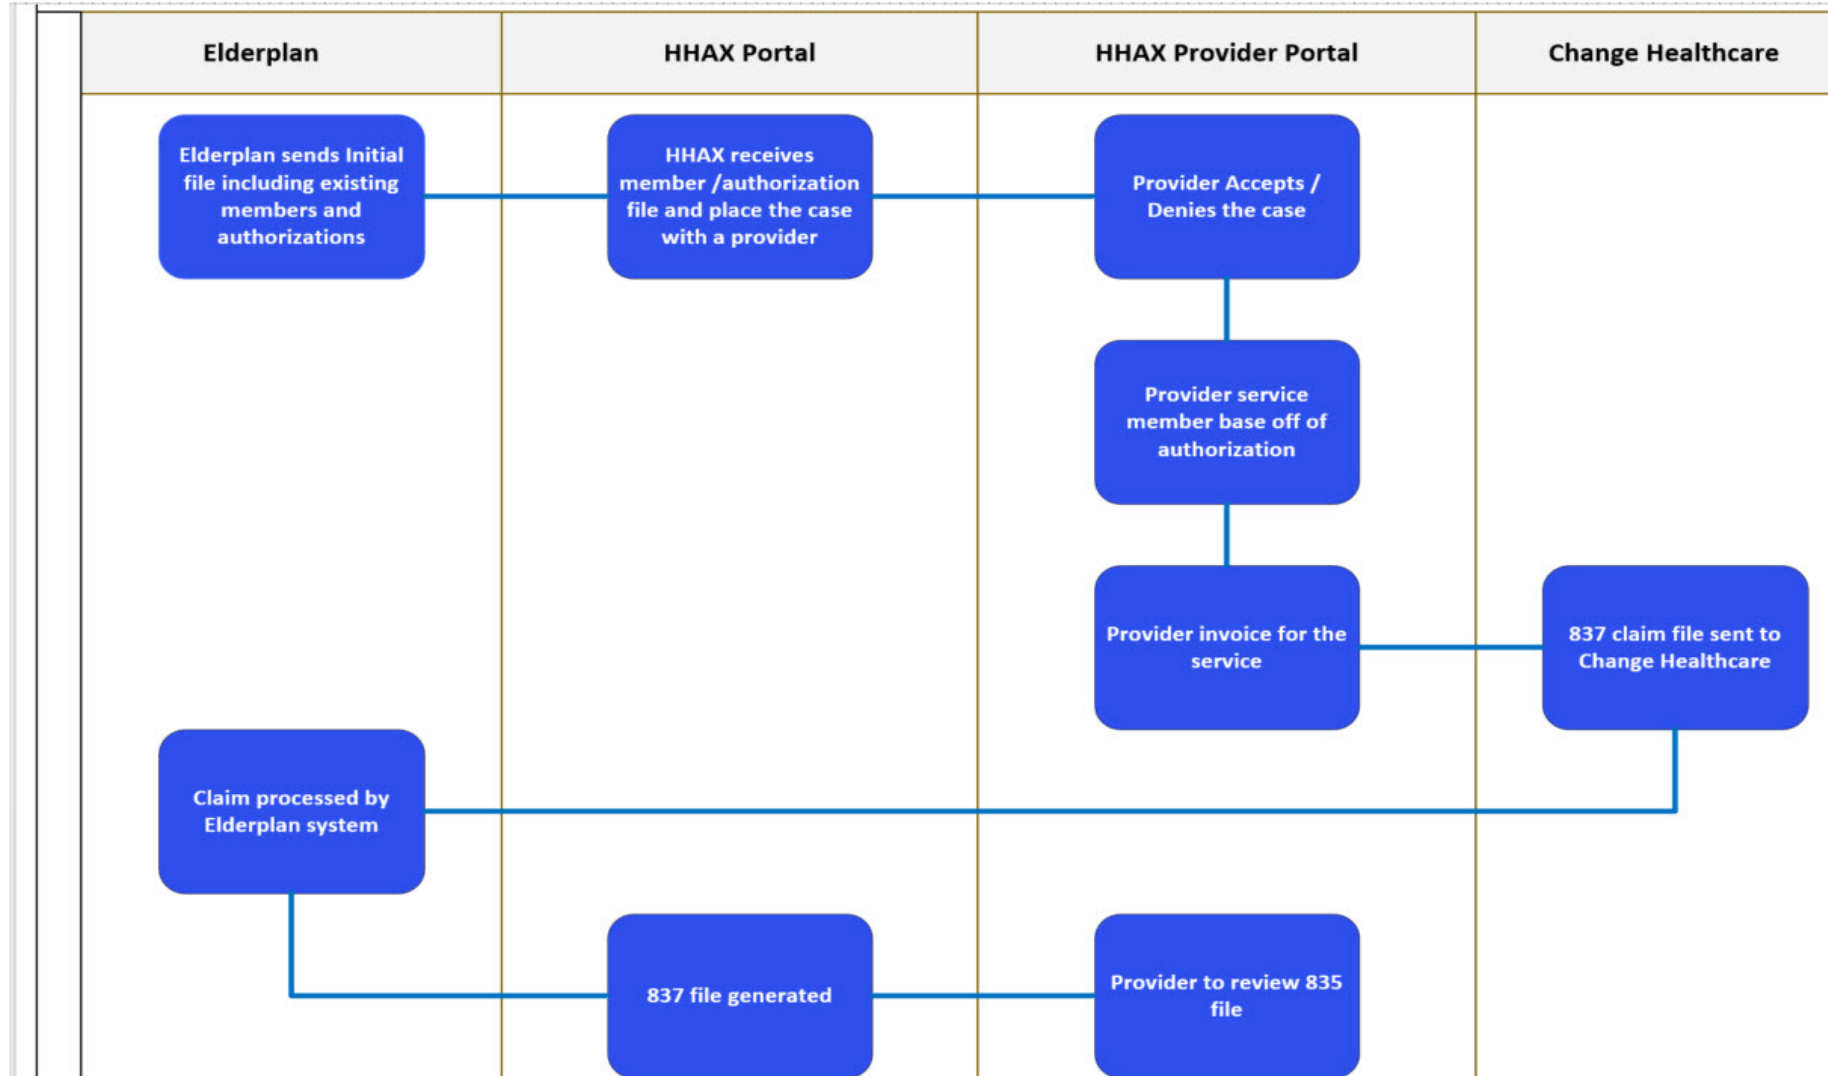 Elderplan
HHAX Portal
HHAX Provider Portal
Change Healthcare
Elderplan sends Initial
file including existing
members and
authorizations
HHAX receives
member /authorization
file and place the case
with a provider
Provider Accepts /
Denies the case
Provider service
member base off of
authorization
Provider invoice for the
service
837 claim file sent to
Change Healthcare
Claim processed by
Elderplan system
837 file generated
Provider to review 835
file